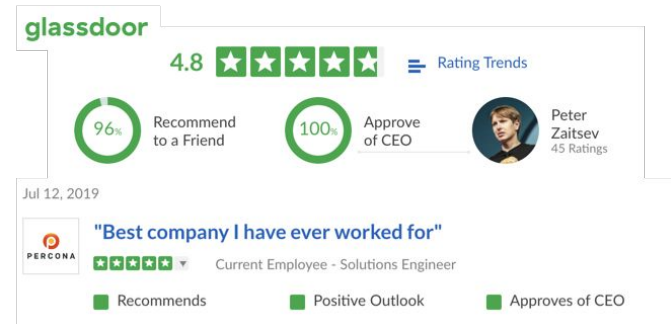 glassdoor
4.8
Rating Trends
96%
Recommend
to a Friend
100%
Approve
of CEO
Peter
Zaitsev
45 Ratings
Jul 12, 2019
PERCONA
"Best company I have ever worked for"
Current Employee - Solutions Engineer
Recommends
Positive Outlook
Approves of CEO